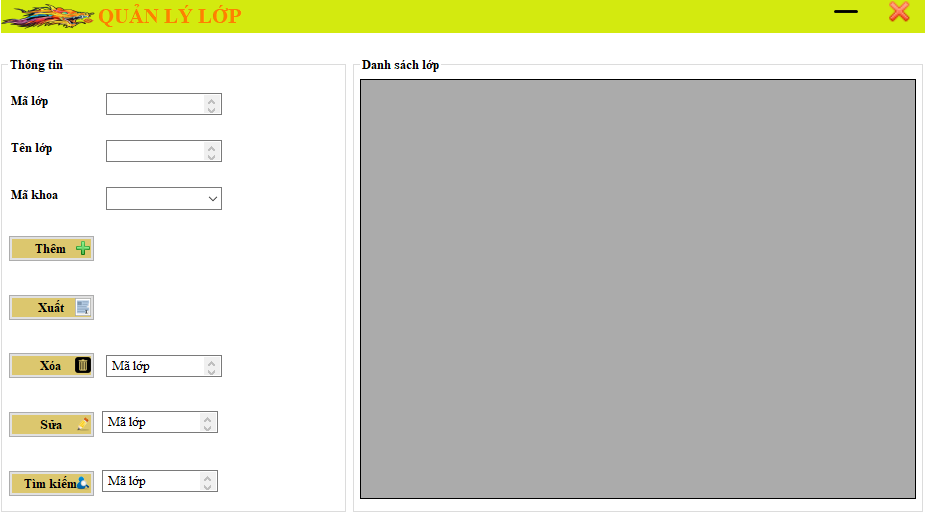 QUẢN LÝ LỚP
Thông tin
Mã lớp
Tên lớp
Mã khoa
Thêm
Xuất
Xóa Mã lớp
Sửa Mã lớp
Tìm kiếm Mã lớp
Danh sách lớp